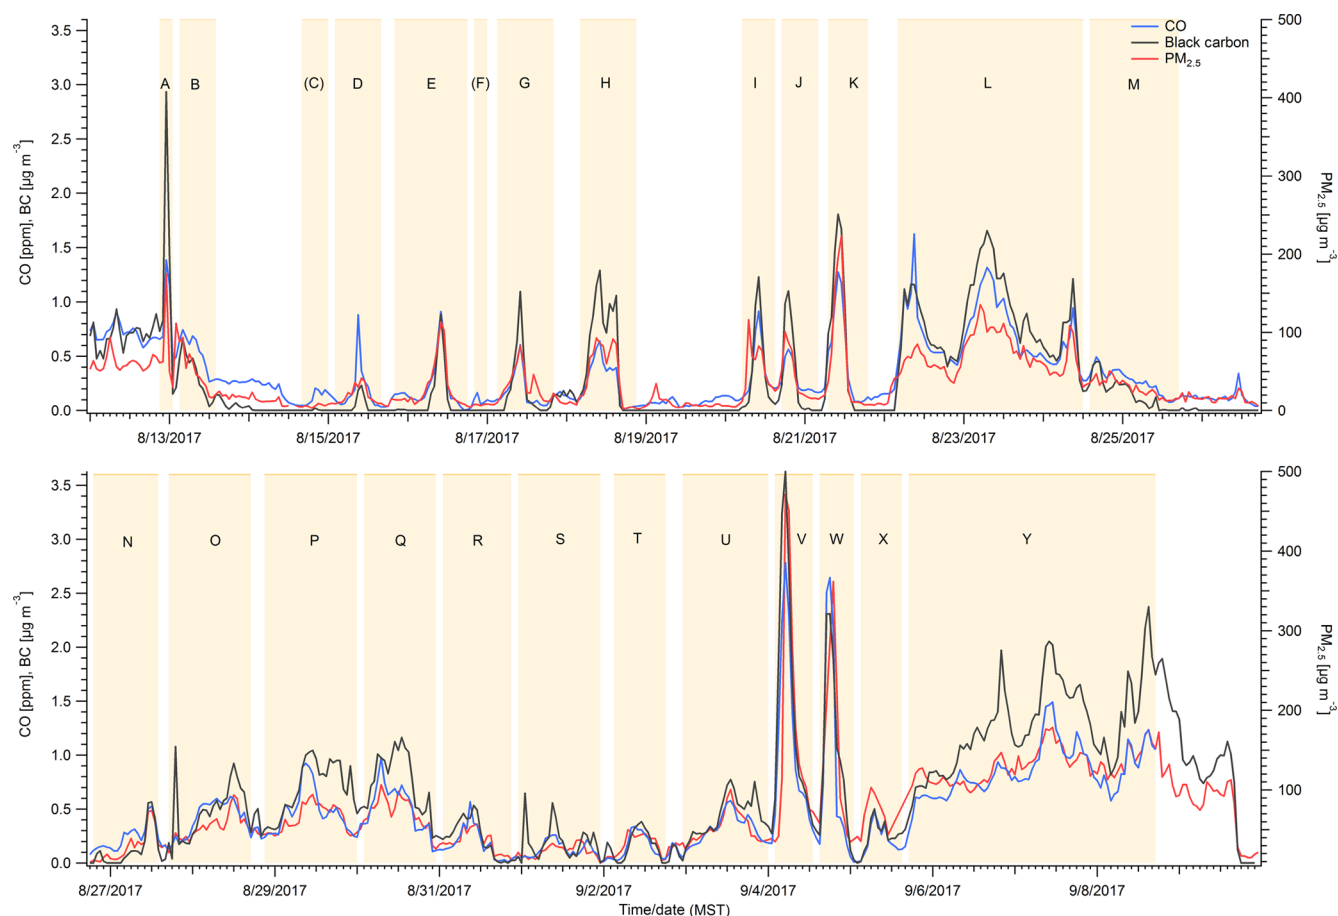 CO
Black carbon
PM2.5
A B (C) D E (F) G H I J K L M
CO [ppm], BC [µg m-3]
3.5
3.0
2.5
2.0
1.5
1.0
0.5
0.0
500
400
300
200
100
0
PM2.5 [µg m-3]
8/13/2017 8/15/2017 8/17/2017 8/19/2017 8/21/2017 8/23/2017 8/25/2017
N O P Q R S T U V W X Y
CO [ppm], BC [µg m-3]
3.5
3.0
2.5
2.0
1.5
1.0
0.5
0.0
500
400
300
200
100
PM2.5 [µg m-3]
8/27/2017 8/29/2017 8/31/2017 9/2/2017 9/4/2017 9/6/2017 9/8/2017
Time/date (MST)